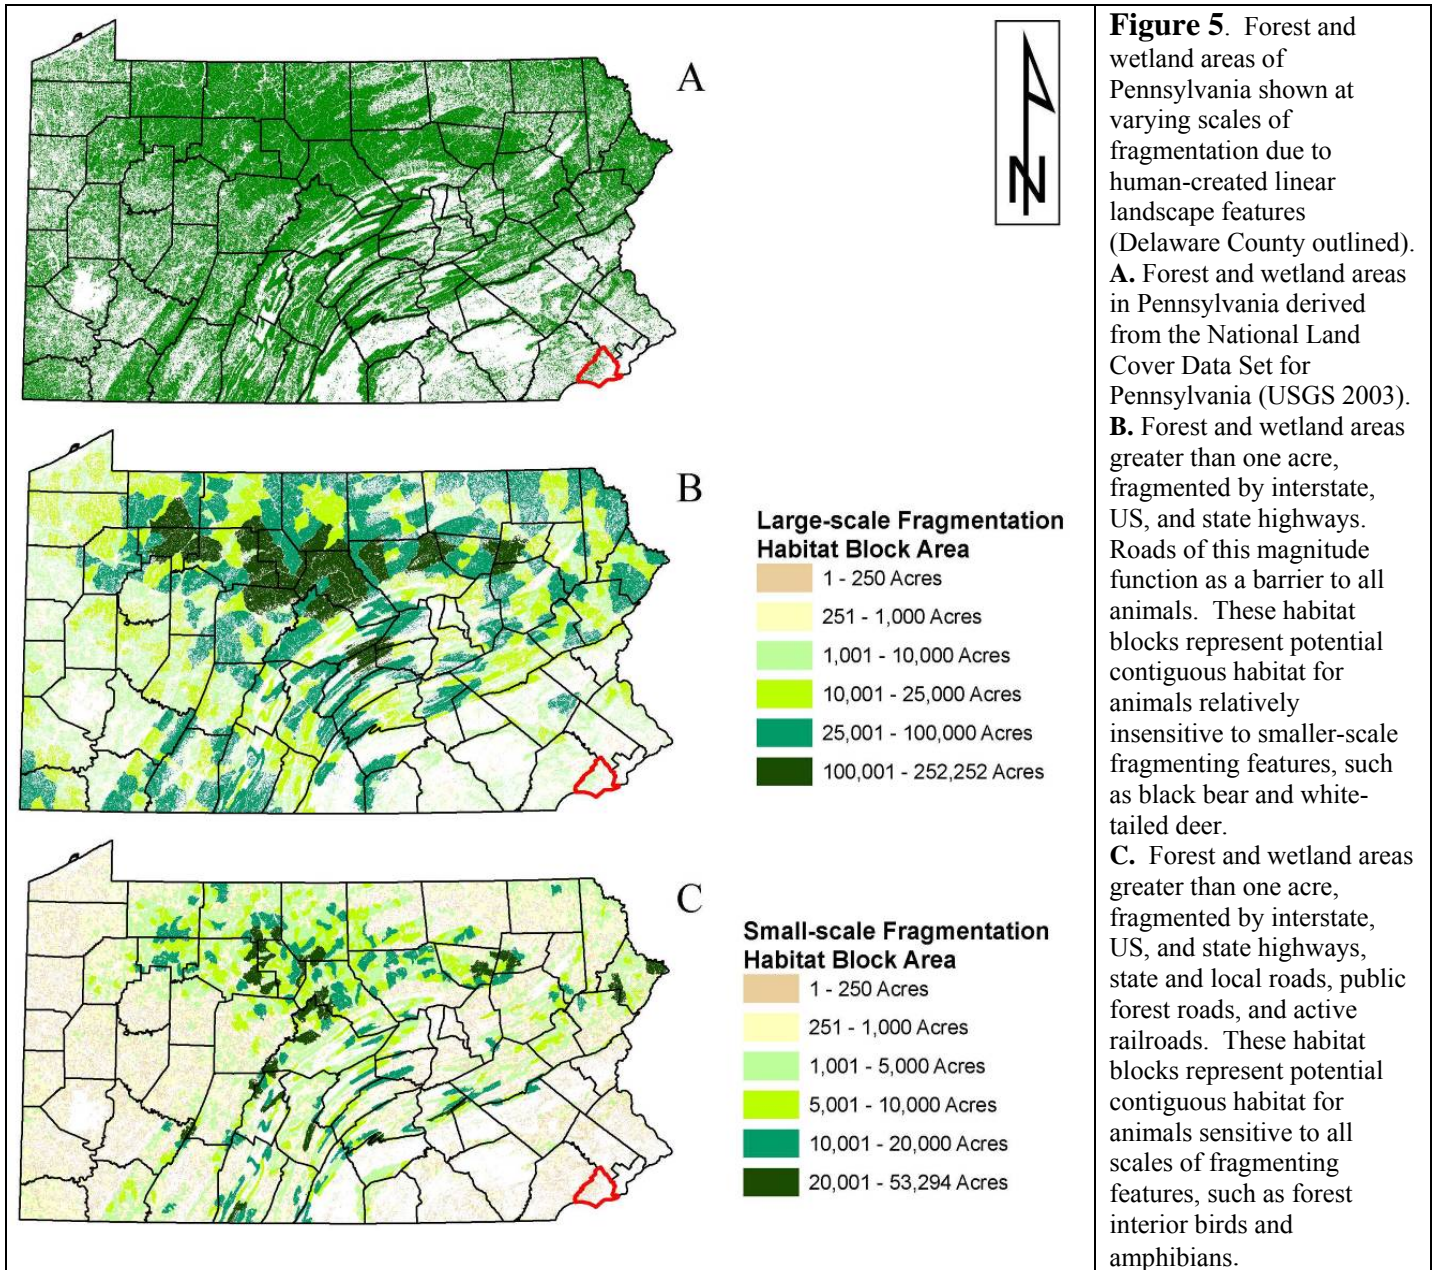 A
N
B
Large-scale Fragmentation
Habitat Block Area
1 - 250 Acres
251 - 1,000 Acres
1,001 - 10,000 Acres
10,001 - 25,000 Acres
25,001 - 100,000 Acres
100,001 - 252,252 Acres
C
Small-scale Fragmentation
Habitat Block Area
1 - 250 Acres
251 - 1,000 Acres
1,001 - 5,000 Acres
5,001 - 10,000 Acres
10,001 - 20,000 Acres
20,001 - 53,294 Acres
Figure 5. Forest and
wetland areas of
Pennsylvania shown at
varying scales of
fragmentation due to
human-created linear
landscape features
(Delaware County outlined).
A. Forest and wetland areas
in Pennsylvania derived
from the National Land
Cover Data Set for
Pennsylvania (USGS 2003).
B. Forest and wetland areas
greater than one acre,
fragmented by interstate,
US, and state highways.
Roads of this magnitude
function as a barrier to all
animals. These habitat
blocks represent potential
contiguous habitat for
animals relatively
insensitive to smaller-scale
fragmenting features, such
as black bear and white-
tailed deer.
C. Forest and wetland areas
greater than one acre,
fragmented by interstate,
US, and state highways,
state and local roads, public
forest roads, and active
railroads. These habitat
blocks represent potential
contiguous habitat for
animals sensitive to all
scales of fragmenting
features, such as forest
interior birds and
amphibians.